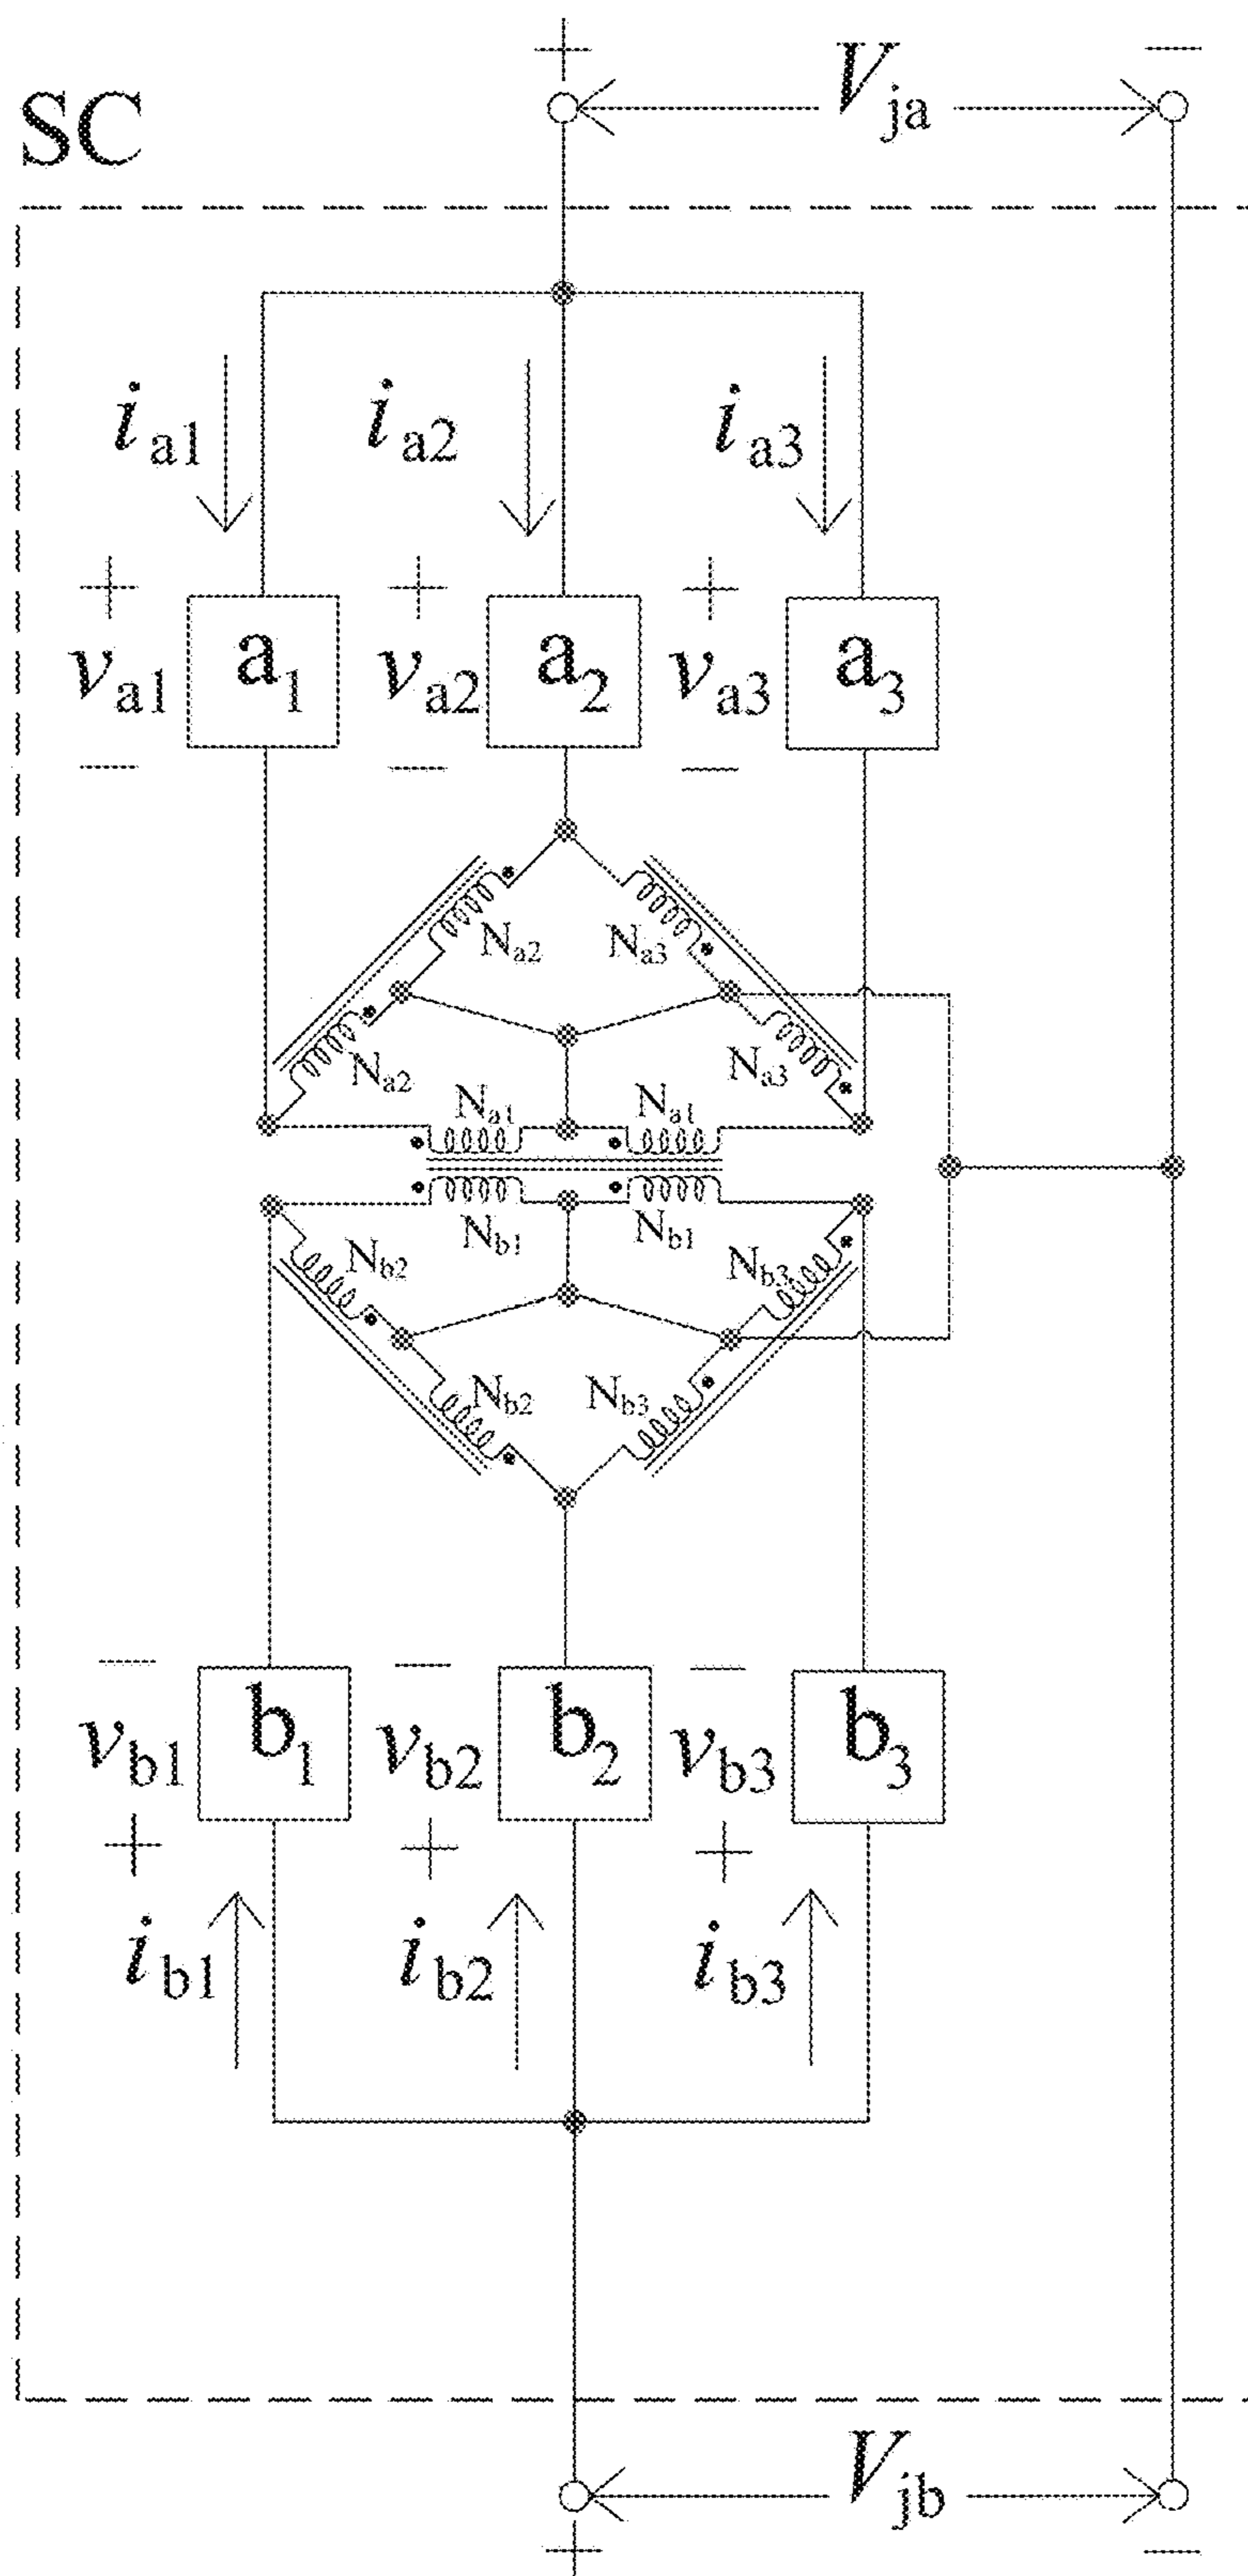 + V_ja −
SC
i_a1 i_a2 i_a3
+ + +
v_a1 a_1 v_a2 a_2 v_a3 a_3
− − −
N_a2 N_a3
N_a2 N_a3
N_a1 N_a1
N_b1 N_b1
N_b2 N_b3
N_b2 N_b3
− − −
v_b1 b_1 v_b2 b_2 v_b3 b_3
+ + +
i_b1 i_b2 i_b3
V_jb
+ −